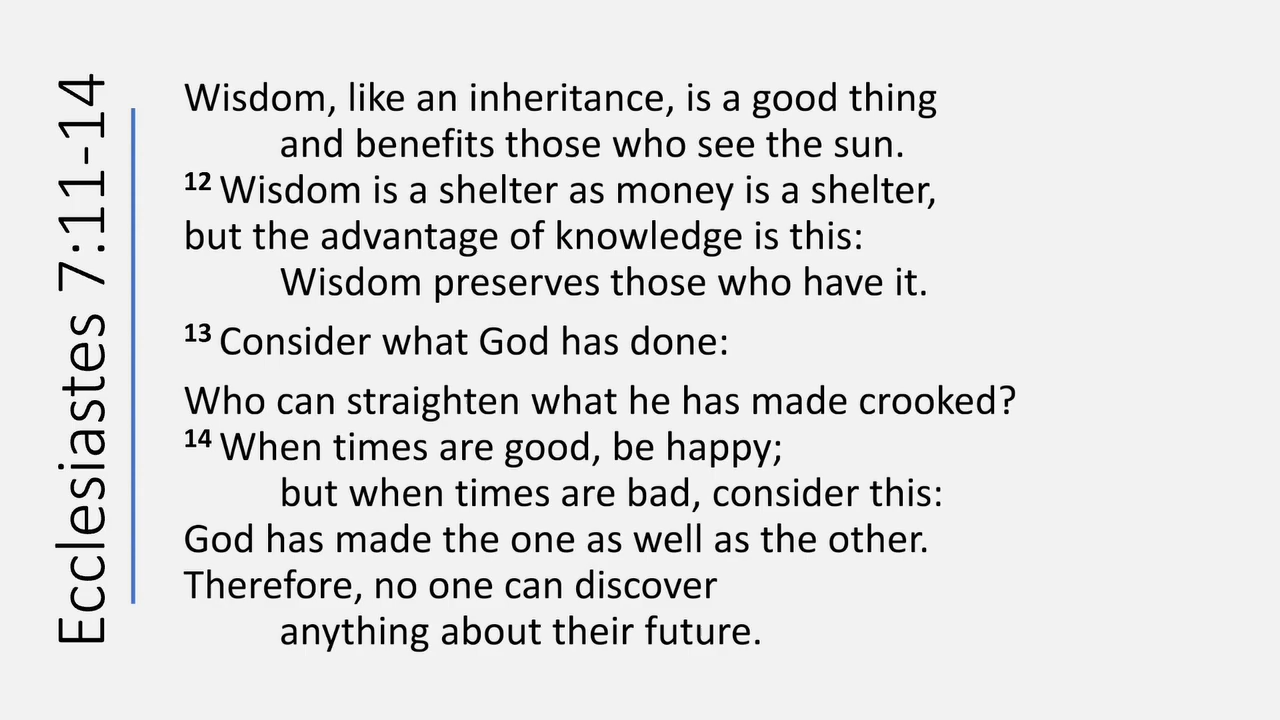 Ecclesiastes 7:11-14
Wisdom, like an inheritance, is a good thing
and benefits those who see the sun.
12 Wisdom is a shelter as money is a shelter,
but the advantage of knowledge is this:
Wisdom preserves those who have it.
13 Consider what God has done:
Who can straighten what he has made crooked?
14 When times are good, be happy;
but when times are bad, consider this:
God has made the one as well as the other.
Therefore, no one can discover
anything about their future.